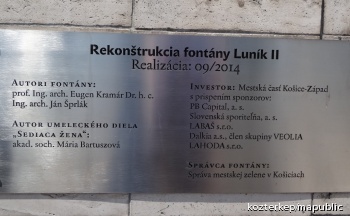 Rekonštrukcia fontány Luník II
Realizácia: 09/2014
AUTORI FONTÁNY:
prof. Ing. arch. Eugen Kramár Dr. h. c.
Ing. arch. Ján Šprlák
AUTOR UMELECKÉHO DIELA
„SEDIACA ŽENA“:
akad. soch. Mária Bartuszová
INVESTOR: Mestská časť Košice-Západ
s prispením sponzorov:
PB Capital, a. s.
Slovenská sporiteľňa, a. s.
LABAŠ s.r.o.
Dalkia a.s., člen skupiny VEOLIA
LAHODA s.r.o.
SPRÁVCA FONTÁNY:
Správa mestskej zelene v Košiciach
kozterkep/mapublic